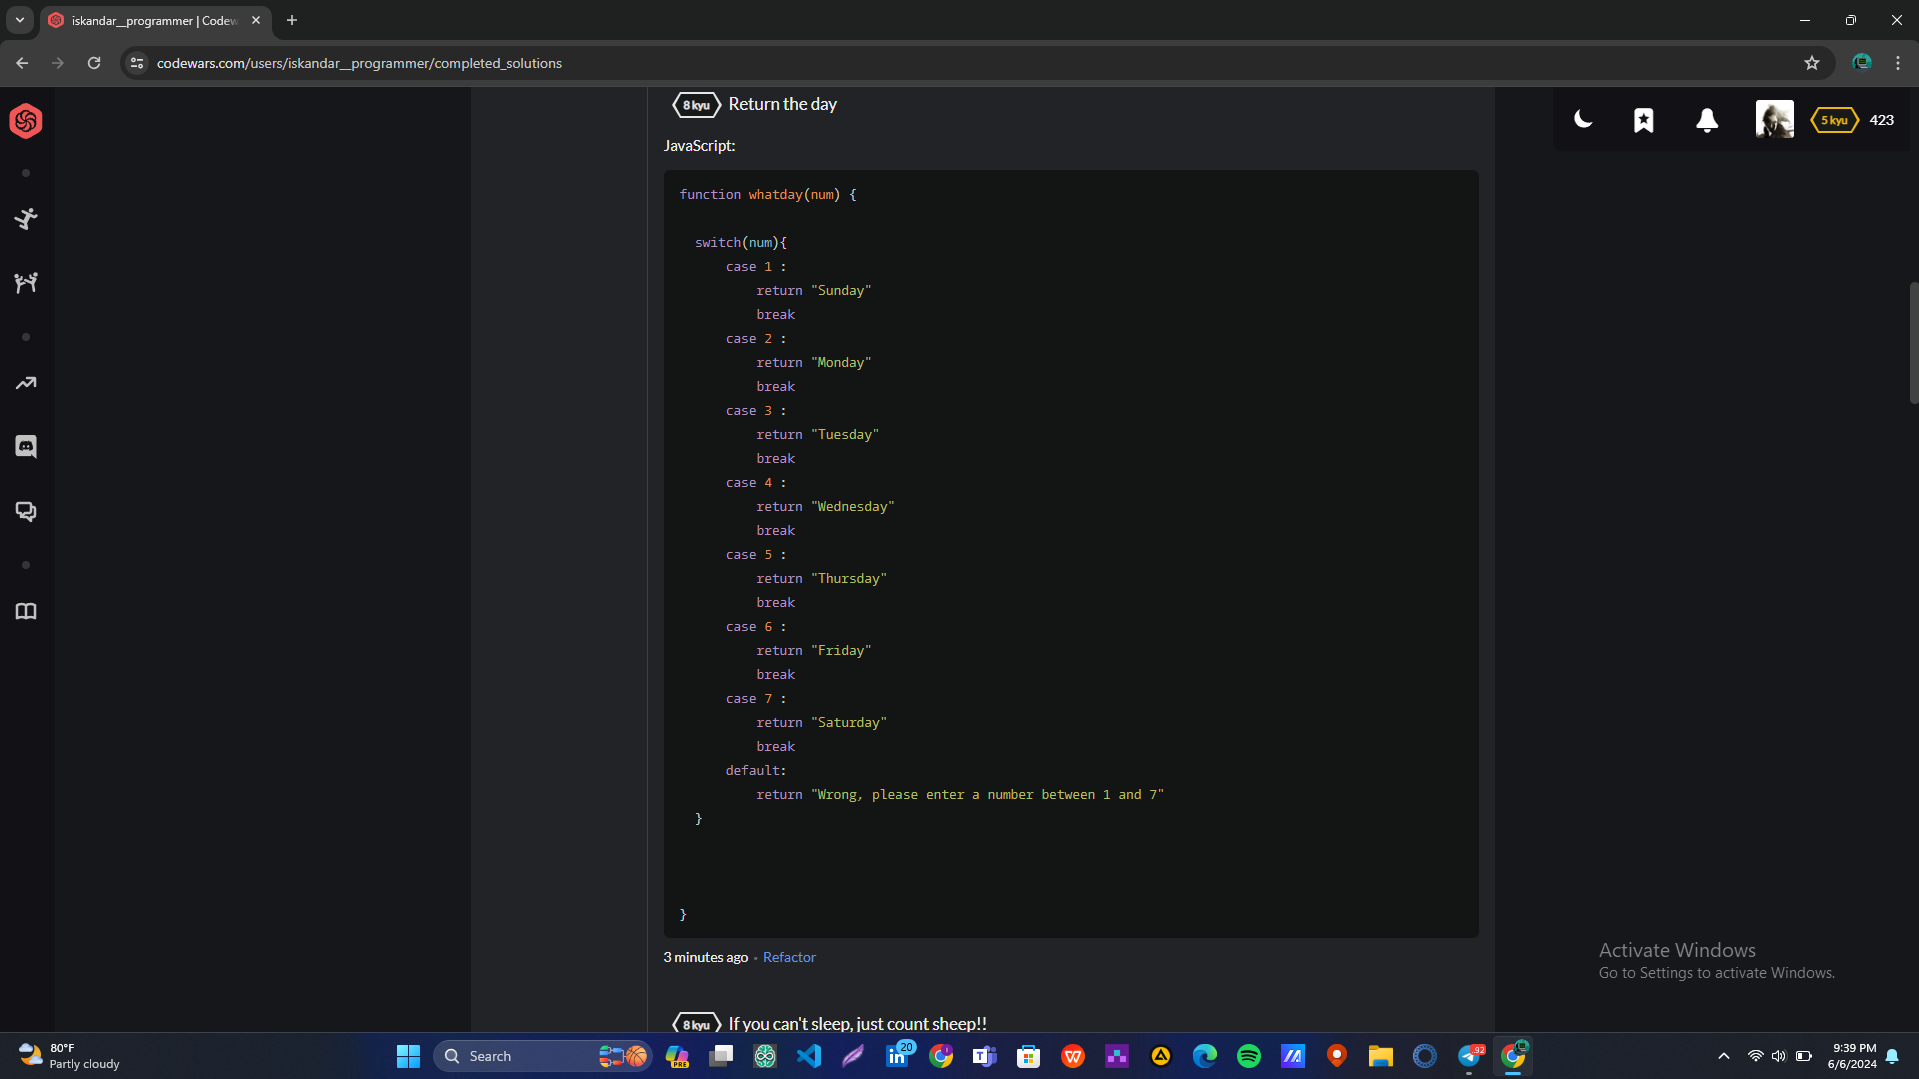 iskandar__programmer | Codew
codewars.com/users/iskandar__programmer/completed_solutions
8 kyu Return the day
5 kyu 423
JavaScript:
function whatday(num) {
switch(num){
case 1 :
return "Sunday"
break
case 2 :
return "Monday"
break
case 3 :
return "Tuesday"
break
case 4 :
return "Wednesday"
break
case 5 :
return "Thursday"
break
case 6 :
return "Friday"
break
case 7 :
return "Saturday"
break
default:
return "Wrong, please enter a number between 1 and 7"
}
}
3 minutes ago · Refactor
Activate Windows
Go to Settings to activate Windows.
8 kyu If you can't sleep, just count sheep!!
80°F
Partly cloudy
Search
PRE
20
92
9:39 PM
6/6/2024